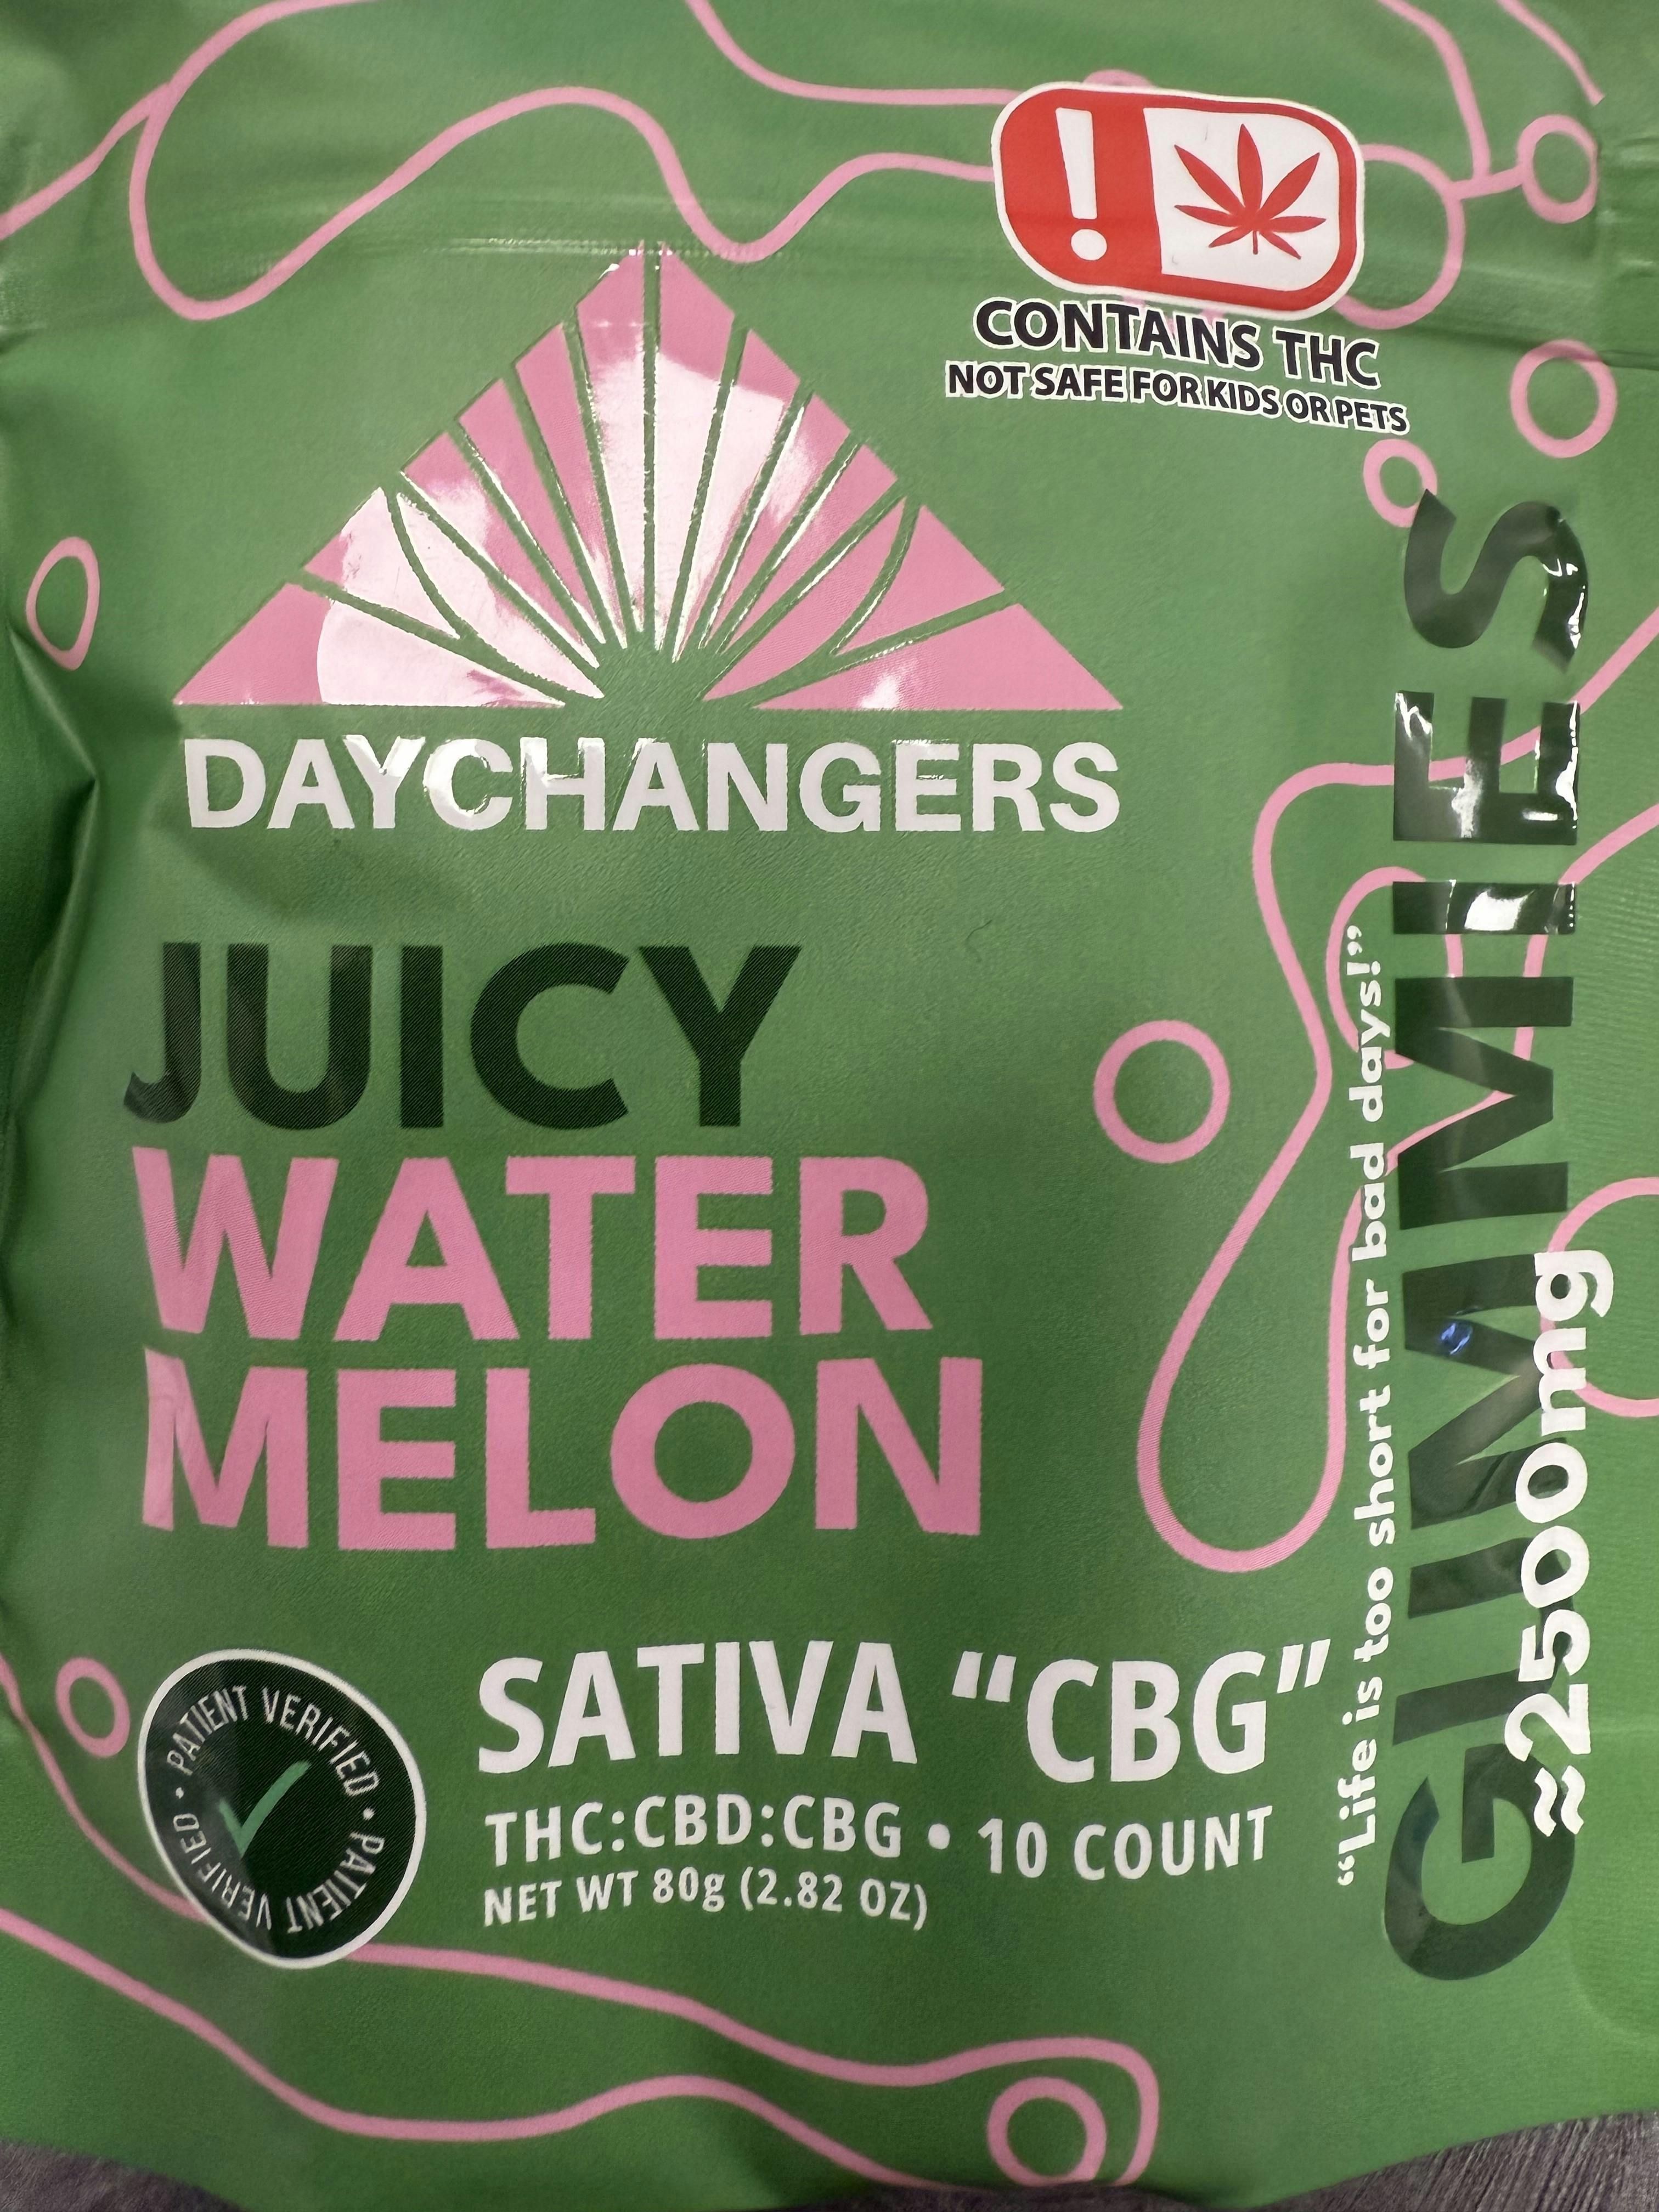 CONTAINS THC
NOT SAFE FOR KIDS OR PETS
DAYCHANGERS
JUICY
WATER
MELON
SATIVA “CBG”
THC:CBD:CBG • 10 COUNT
NET WT 80g (2.82 OZ)
PATIENT VERIFIED • PATIENT VERIFIED •
“Life is too short for bad days!”
GUMMIES
≈2500mg